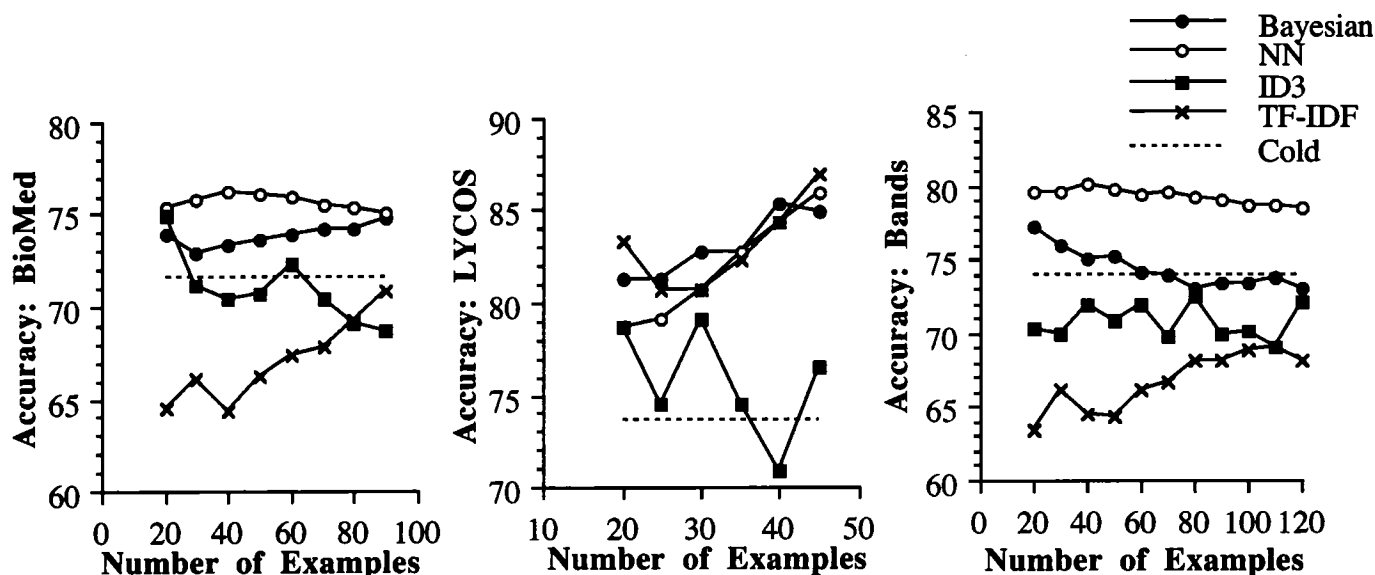 Bayesian
NN
ID3
TF-IDF
Cold
Accuracy: BioMed
80
75
70
65
60
0 20 40 60 80 100
Number of Examples
Accuracy: LYCOS
90
85
80
75
70
10 20 30 40 50
Number of Examples
Accuracy: Bands
85
80
75
70
65
60
0 20 40 60 80 100 120
Number of Examples